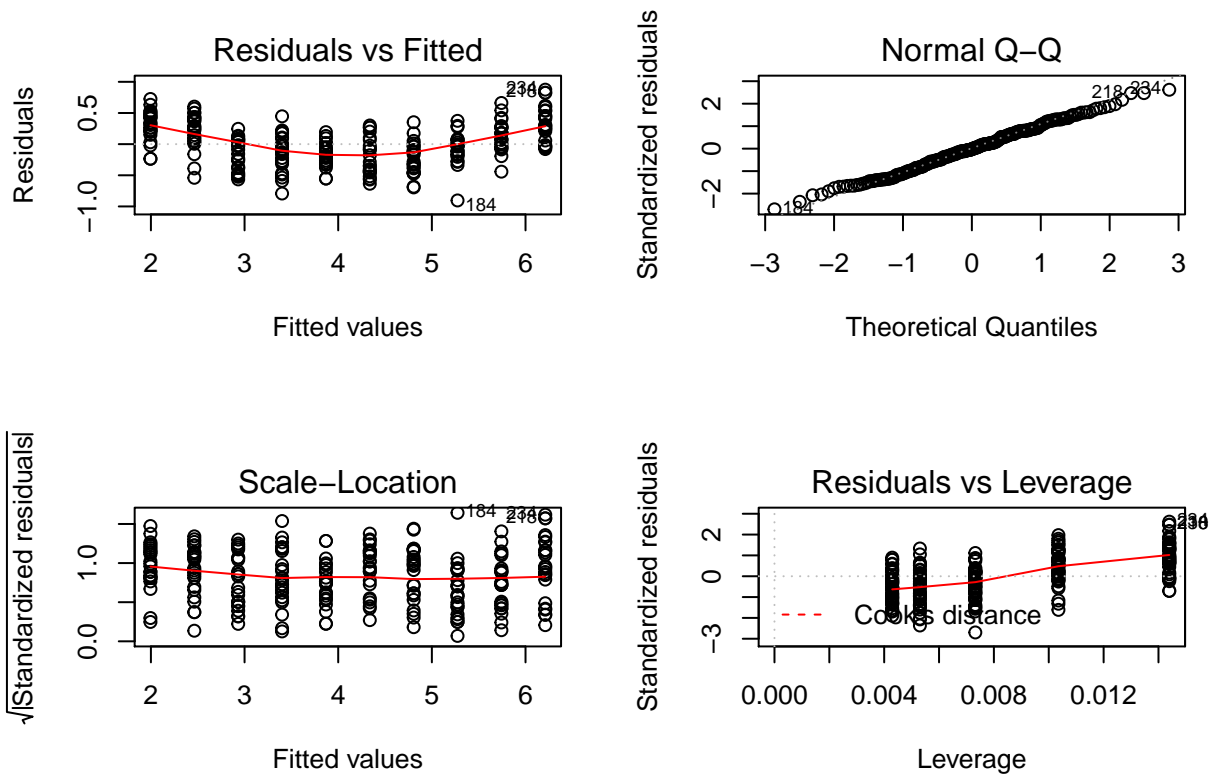 Residuals vs Fitted
Residuals
0.5
−1.0
234
218
184
2 3 4 5 6
Fitted values
Normal Q−Q
Standardized residuals
2
0
−2
218 234
184
−3 −2 −1 0 1 2 3
Theoretical Quantiles
Scale−Location
√|Standardized residuals|
1.0
0.0
184
234
218
2 3 4 5 6
Fitted values
Residuals vs Leverage
Standardized residuals
2
0
−3
234
Cook's distance
0.000 0.004 0.008 0.012
Leverage